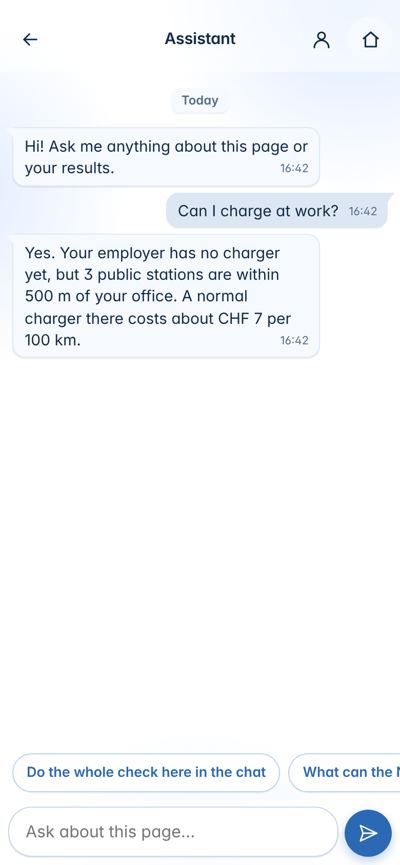 Assistant
Today
Hi! Ask me anything about this page or
your results. 16:42
Can I charge at work? 16:42
Yes. Your employer has no charger
yet, but 3 public stations are within
500 m of your office. A normal
charger there costs about CHF 7 per
100 km. 16:42
Do the whole check here in the chat
What can the
Ask about this page...